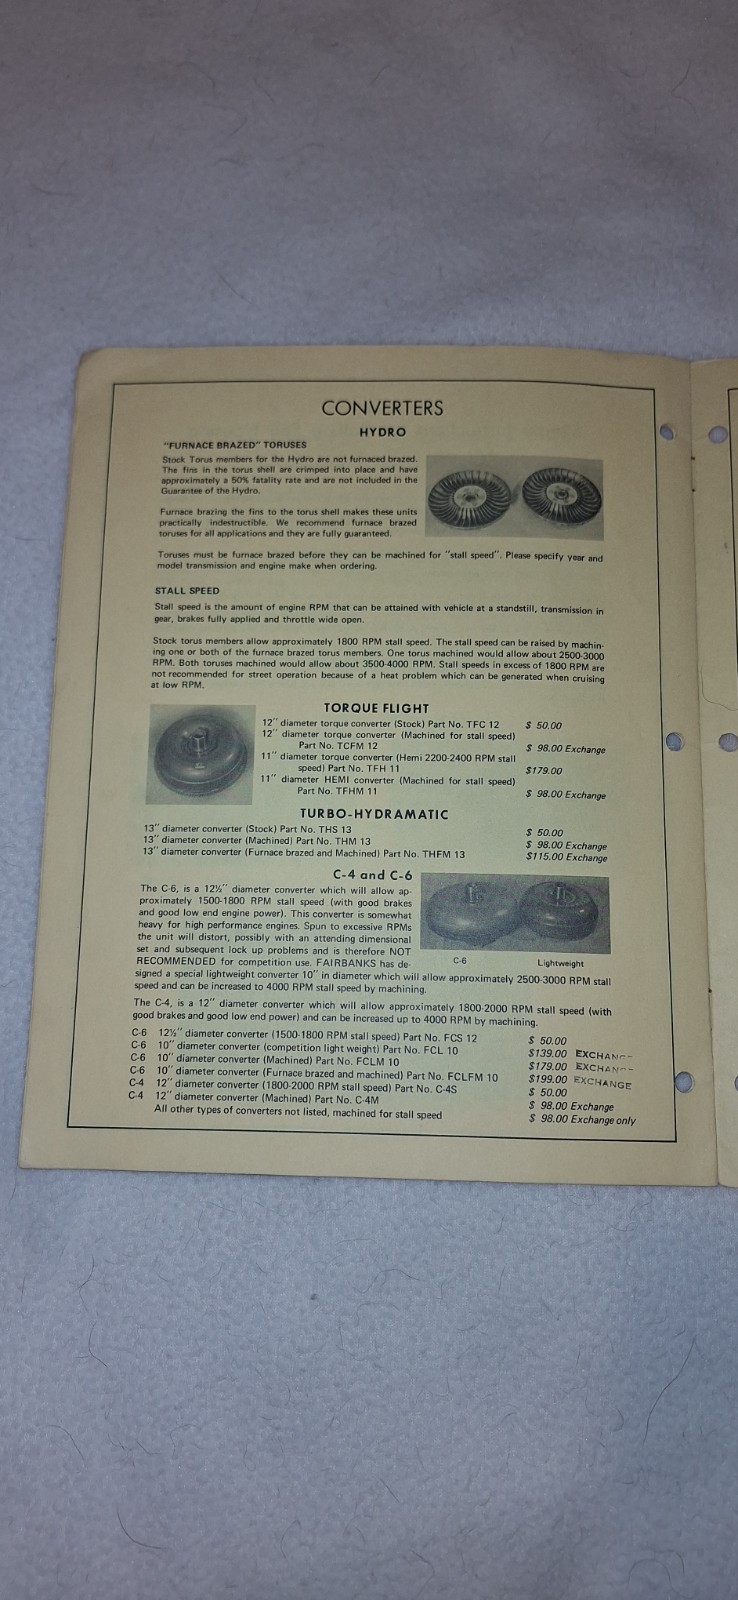 CONVERTERS
HYDRO
"FURNACE BRAZED" TORUSES
Stock Torus members for the Hydro are not furnaced brazed.
The fins in the torus shell are crimped into place and have
approximately a 50% fatality rate and are not included in the
Guarantee of the Hydro.
Furnace brazing the fins to the torus shell makes these units
practically indestructible. We recommend furnace brazed
toruses for all applications and they are fully guaranteed.
Toruses must be furnace brazed before they can be machined for "stall speed". Please specify year and
model transmission and engine make when ordering.
STALL SPEED
Stall speed is the amount of engine RPM that can be attained with vehicle at a standstill, transmission in
gear, brakes fully applied and throttle wide open.
Stock torus members allow approximately 1800 RPM stall speed. The stall speed can be raised by machin-
ing one or both of the furnace brazed torus members. One torus machined would allow about 2500-3000
RPM. Both toruses machined would allow about 3500-4000 RPM. Stall speeds in excess of 1800 RPM are
not recommended for street operation because of a heat problem which can be generated when cruising
at low RPM.
TORQUE FLIGHT
12" diameter torque converter (Stock) Part No. TFC 12 $ 50.00
12" diameter torque converter (Machined for stall speed)
Part No. TCFM 12 $ 98.00 Exchange
11" diameter torque converter (Hemi 2200-2400 RPM stall
speed) Part No. TFH 11 $179.00
11" diameter HEMI converter (Machined for stall speed)
Part No. TFHM 11 $ 98.00 Exchange
TURBO-HYDRAMATIC
13" diameter converter (Stock) Part No. THS 13 $ 50.00
13" diameter converter (Machined) Part No. THM 13 $ 98.00 Exchange
13" diameter converter (Furnace brazed and Machined) Part No. THFM 13 $115.00 Exchange
C-4 and C-6
The C-6, is a 12½" diameter converter which will allow ap-
proximately 1500-1800 RPM stall speed (with good brakes
and good low end engine power). This converter is somewhat
heavy for high performance engines. Spun to excessive RPMs
the unit will distort, possibly with an attending dimensional
set and subsequent lock up problems and is therefore NOT
RECOMMENDED for competition use. FAIRBANKS has de-
signed a special lightweight converter 10" in diameter which will allow approximately 2500-3000 RPM stall
speed and can be increased to 4000 RPM stall speed by machining.
C-6 Lightweight
The C-4, is a 12" diameter converter which will allow approximately 1800-2000 RPM stall speed (with
good brakes and good low end power) and can be increased up to 4000 RPM by machining.
C-6 12½" diameter converter (1500-1800 RPM stall speed) Part No. FCS 12 $ 50.00
C-6 10" diameter converter (competition light weight) Part No. FCL 10 $139.00 EXCHANGE
C-6 10" diameter converter (Machined) Part No. FCLM 10 $179.00 EXCHANGE
C-6 10" diameter converter (Furnace brazed and machined) Part No. FCLFM 10 $199.00 EXCHANGE
C-4 12" diameter converter (1800-2000 RPM stall speed) Part No. C-4S $ 50.00
C-4 12" diameter converter (Machined) Part No. C-4M $ 98.00 Exchange
All other types of converters not listed, machined for stall speed $ 98.00 Exchange only